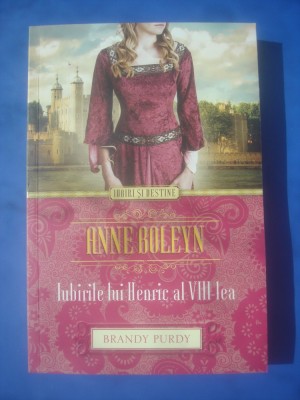 IUBIRI ȘI DESTINE
ANNE BOLEYN
Iubirile lui Henric al VIII-lea
BRANDY PURDY